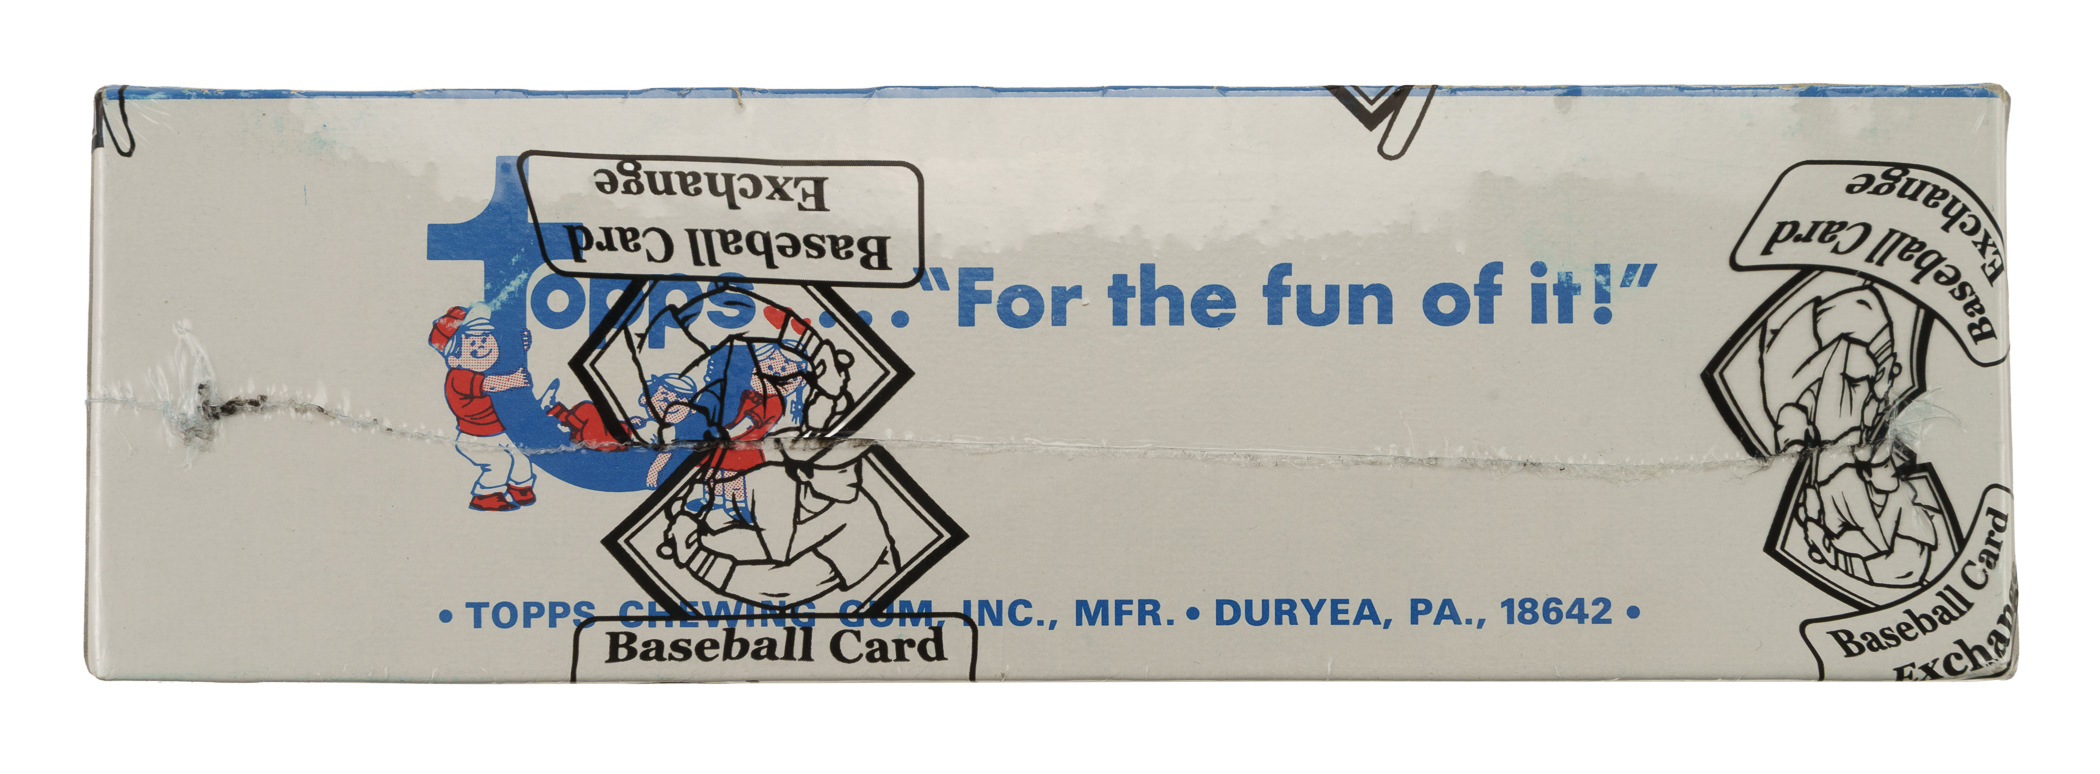 Exchange
Baseball Card
Exchange
Baseball Card
topps.... “For the fun of it!”
• TOPPS CHEWING GUM, INC., MFR. • DURYEA, PA., 18642 •
Baseball Card
Baseball Card
Exchan